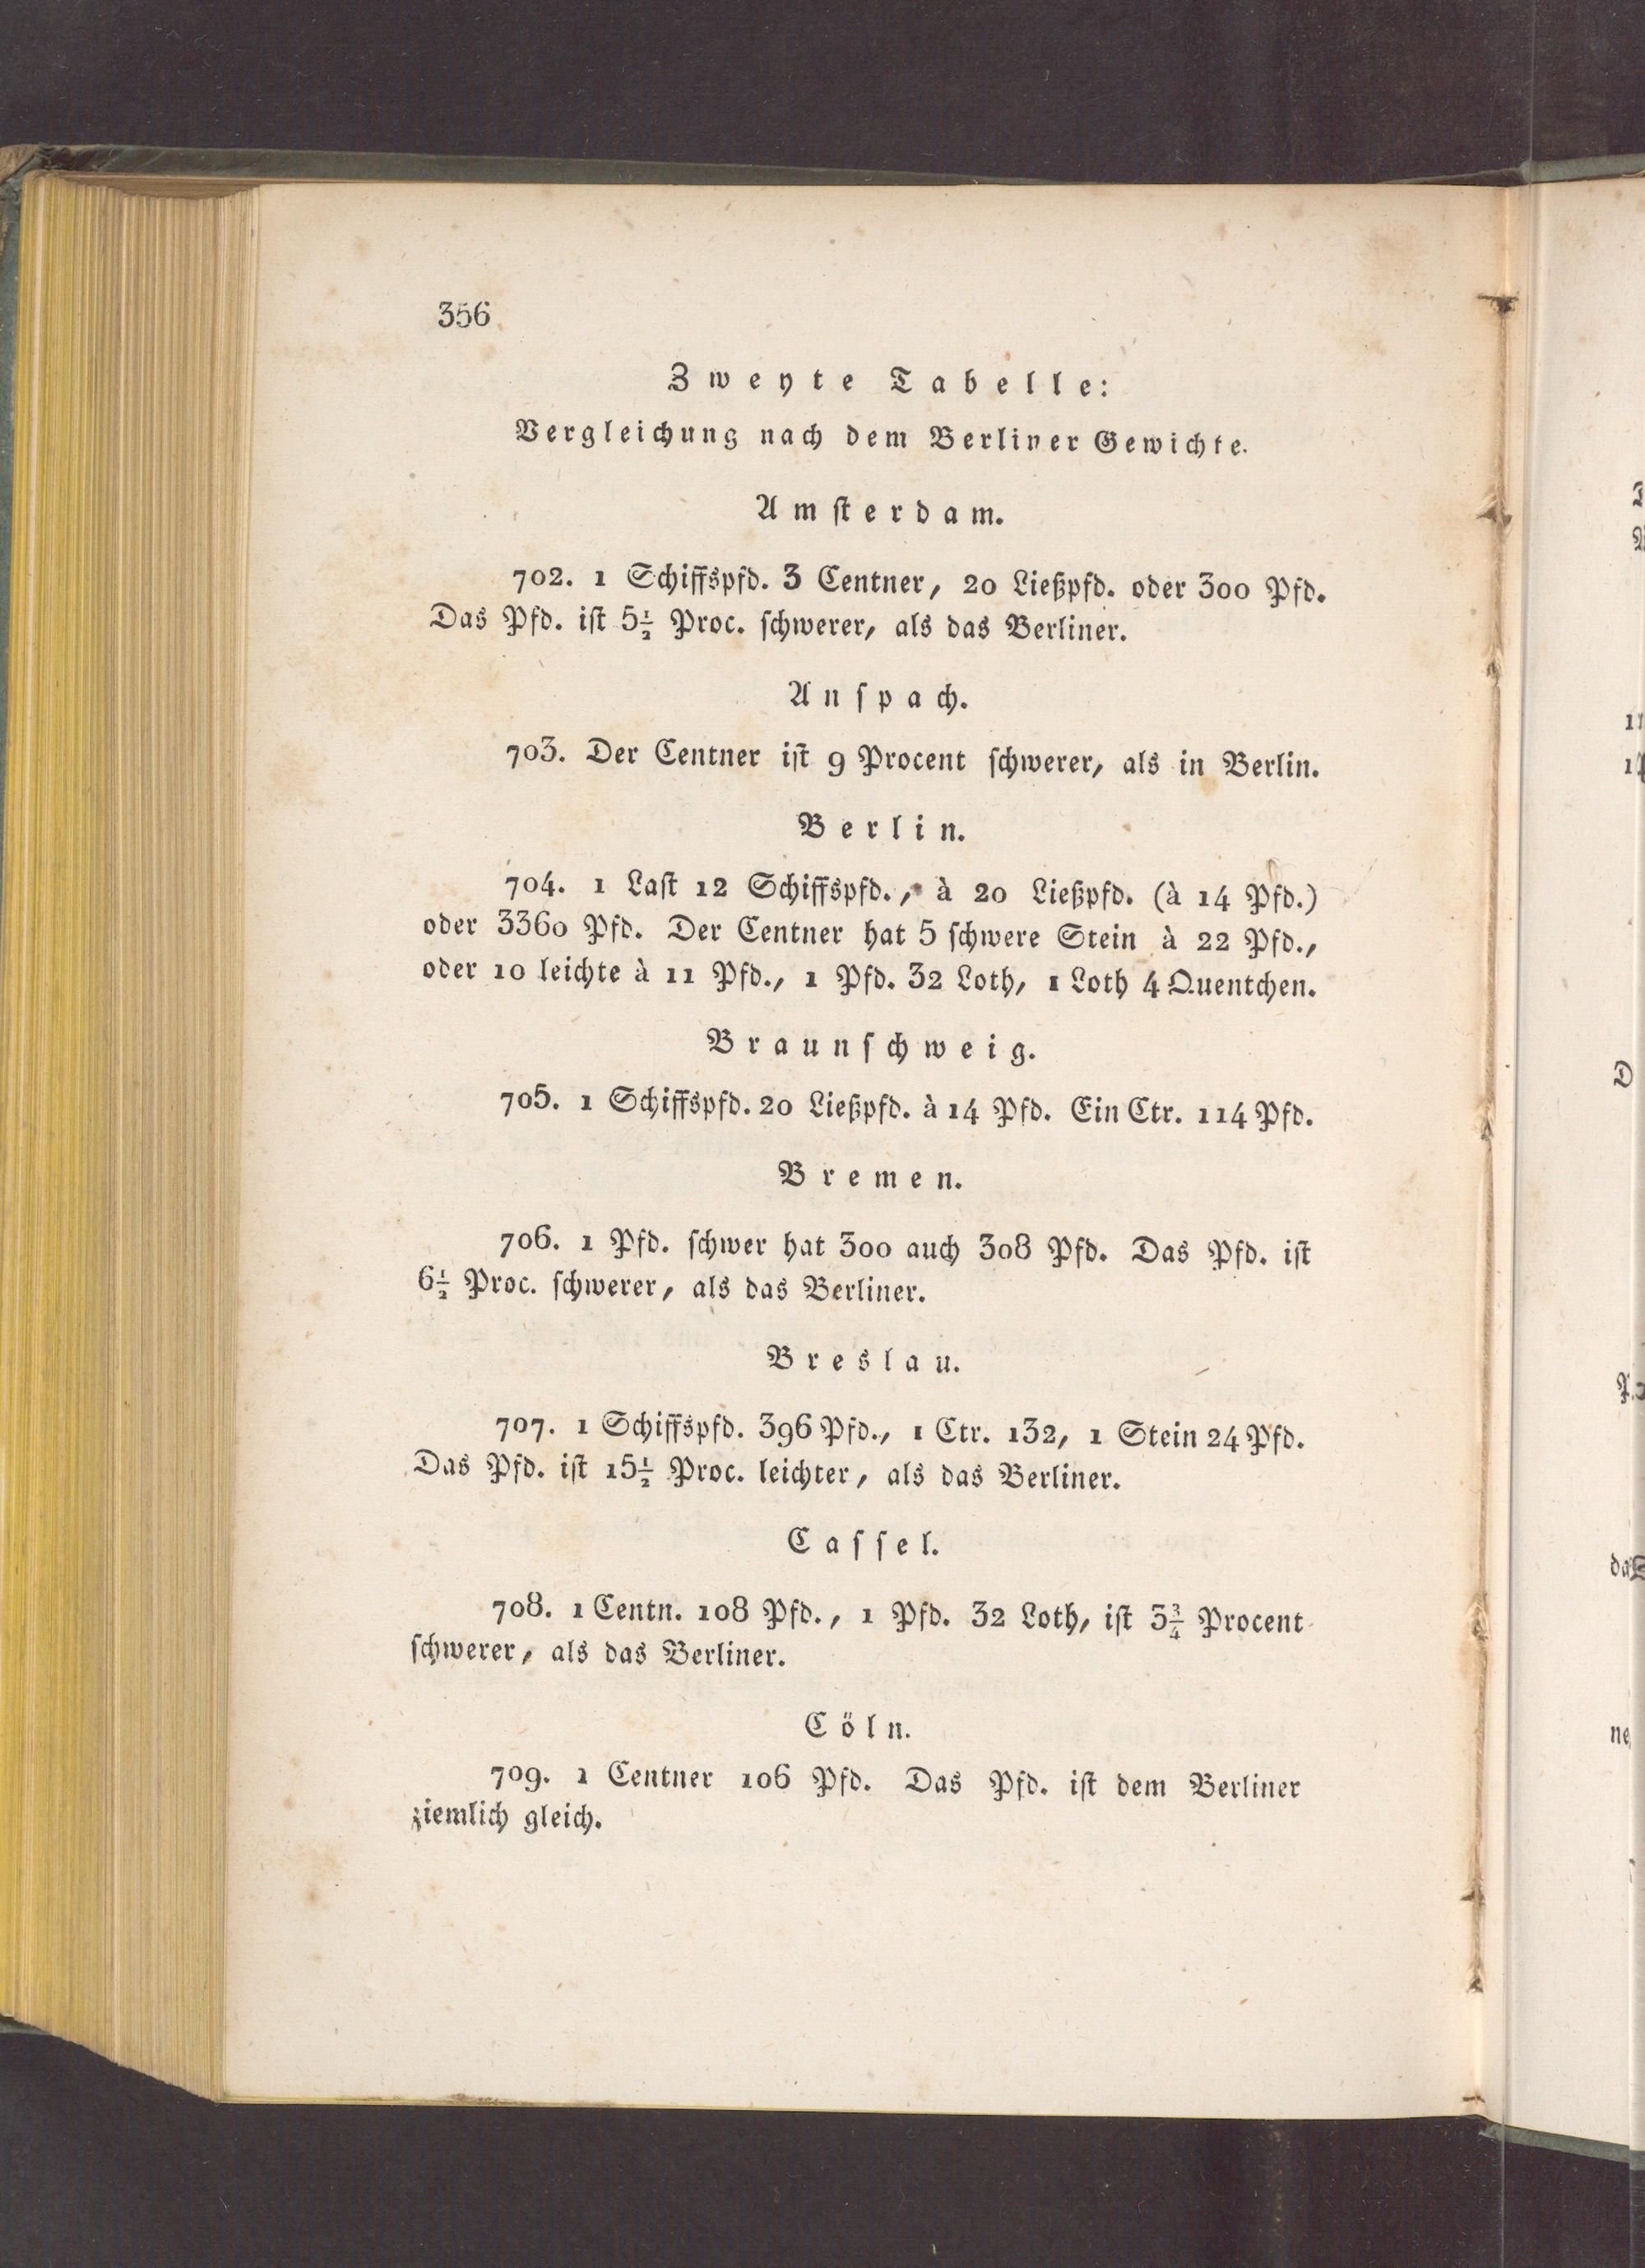 356
Zweyte Tabelle:
Vergleichung nach dem Berliner Gewichte.
Amſterdam.
702. 1 Schiffspfd. 3 Centner, 20 Ließpfd. oder 300 Pfd.
Das Pfd. iſt 5½ Proc. ſchwerer, als das Berliner.
Anſpach.
703. Der Centner iſt 9 Procent ſchwerer, als in Berlin.
Berlin.
704. 1 Laſt 12 Schiffspfd., à 20 Ließpfd. (à 14 Pfd.)
oder 3360 Pfd. Der Centner hat 5 ſchwere Stein à 22 Pfd.,
oder 10 leichte à 11 Pfd., 1 Pfd. 32 Loth, 1 Loth 4 Quentchen.
Braunſchweig.
705. 1 Schiffspfd. 20 Ließpfd. à 14 Pfd. Ein Ctr. 114 Pfd.
Bremen.
706. 1 Pfd. ſchwer hat 300 auch 308 Pfd. Das Pfd. iſt
6½ Proc. ſchwerer, als das Berliner.
Breslau.
707. 1 Schiffspfd. 396 Pfd., 1 Ctr. 132, 1 Stein 24 Pfd.
Das Pfd. iſt 15½ Proc. leichter, als das Berliner.
Caſſel.
708. 1 Centn. 108 Pfd., 1 Pfd. 32 Loth, iſt 3¾ Procent
ſchwerer, als das Berliner.
Cöln.
709. 1 Centner 106 Pfd. Das Pfd. iſt dem Berliner
ziemlich gleich.